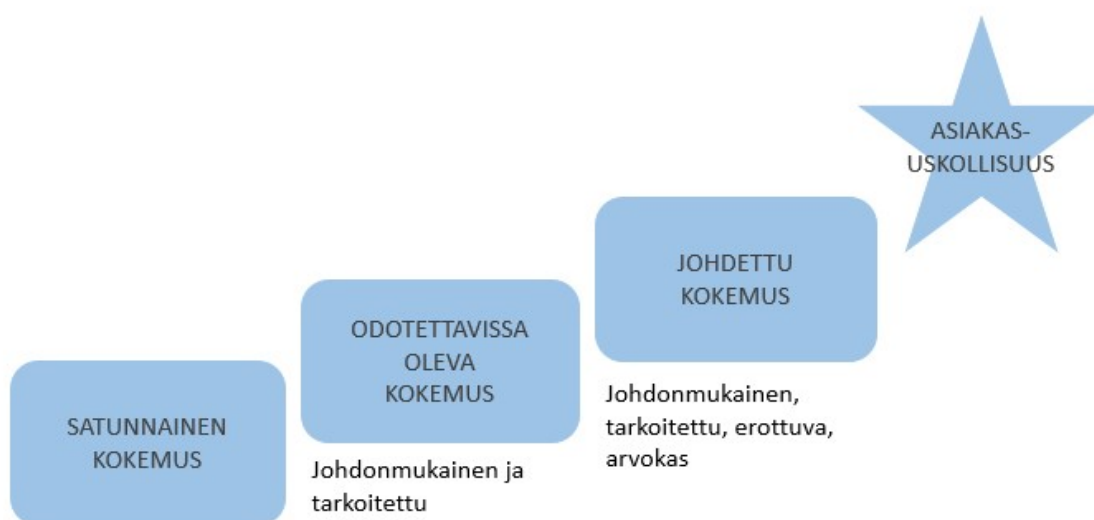 SATUNNAINEN
KOKEMUS
ODOTETTAVISSA
OLEVA
KOKEMUS
Johdonmukainen ja
tarkoitettu
JOHDETTU
KOKEMUS
Johdonmukainen,
tarkoitettu, erottuva,
arvokas
ASIAKAS-
USKOLLISUUS